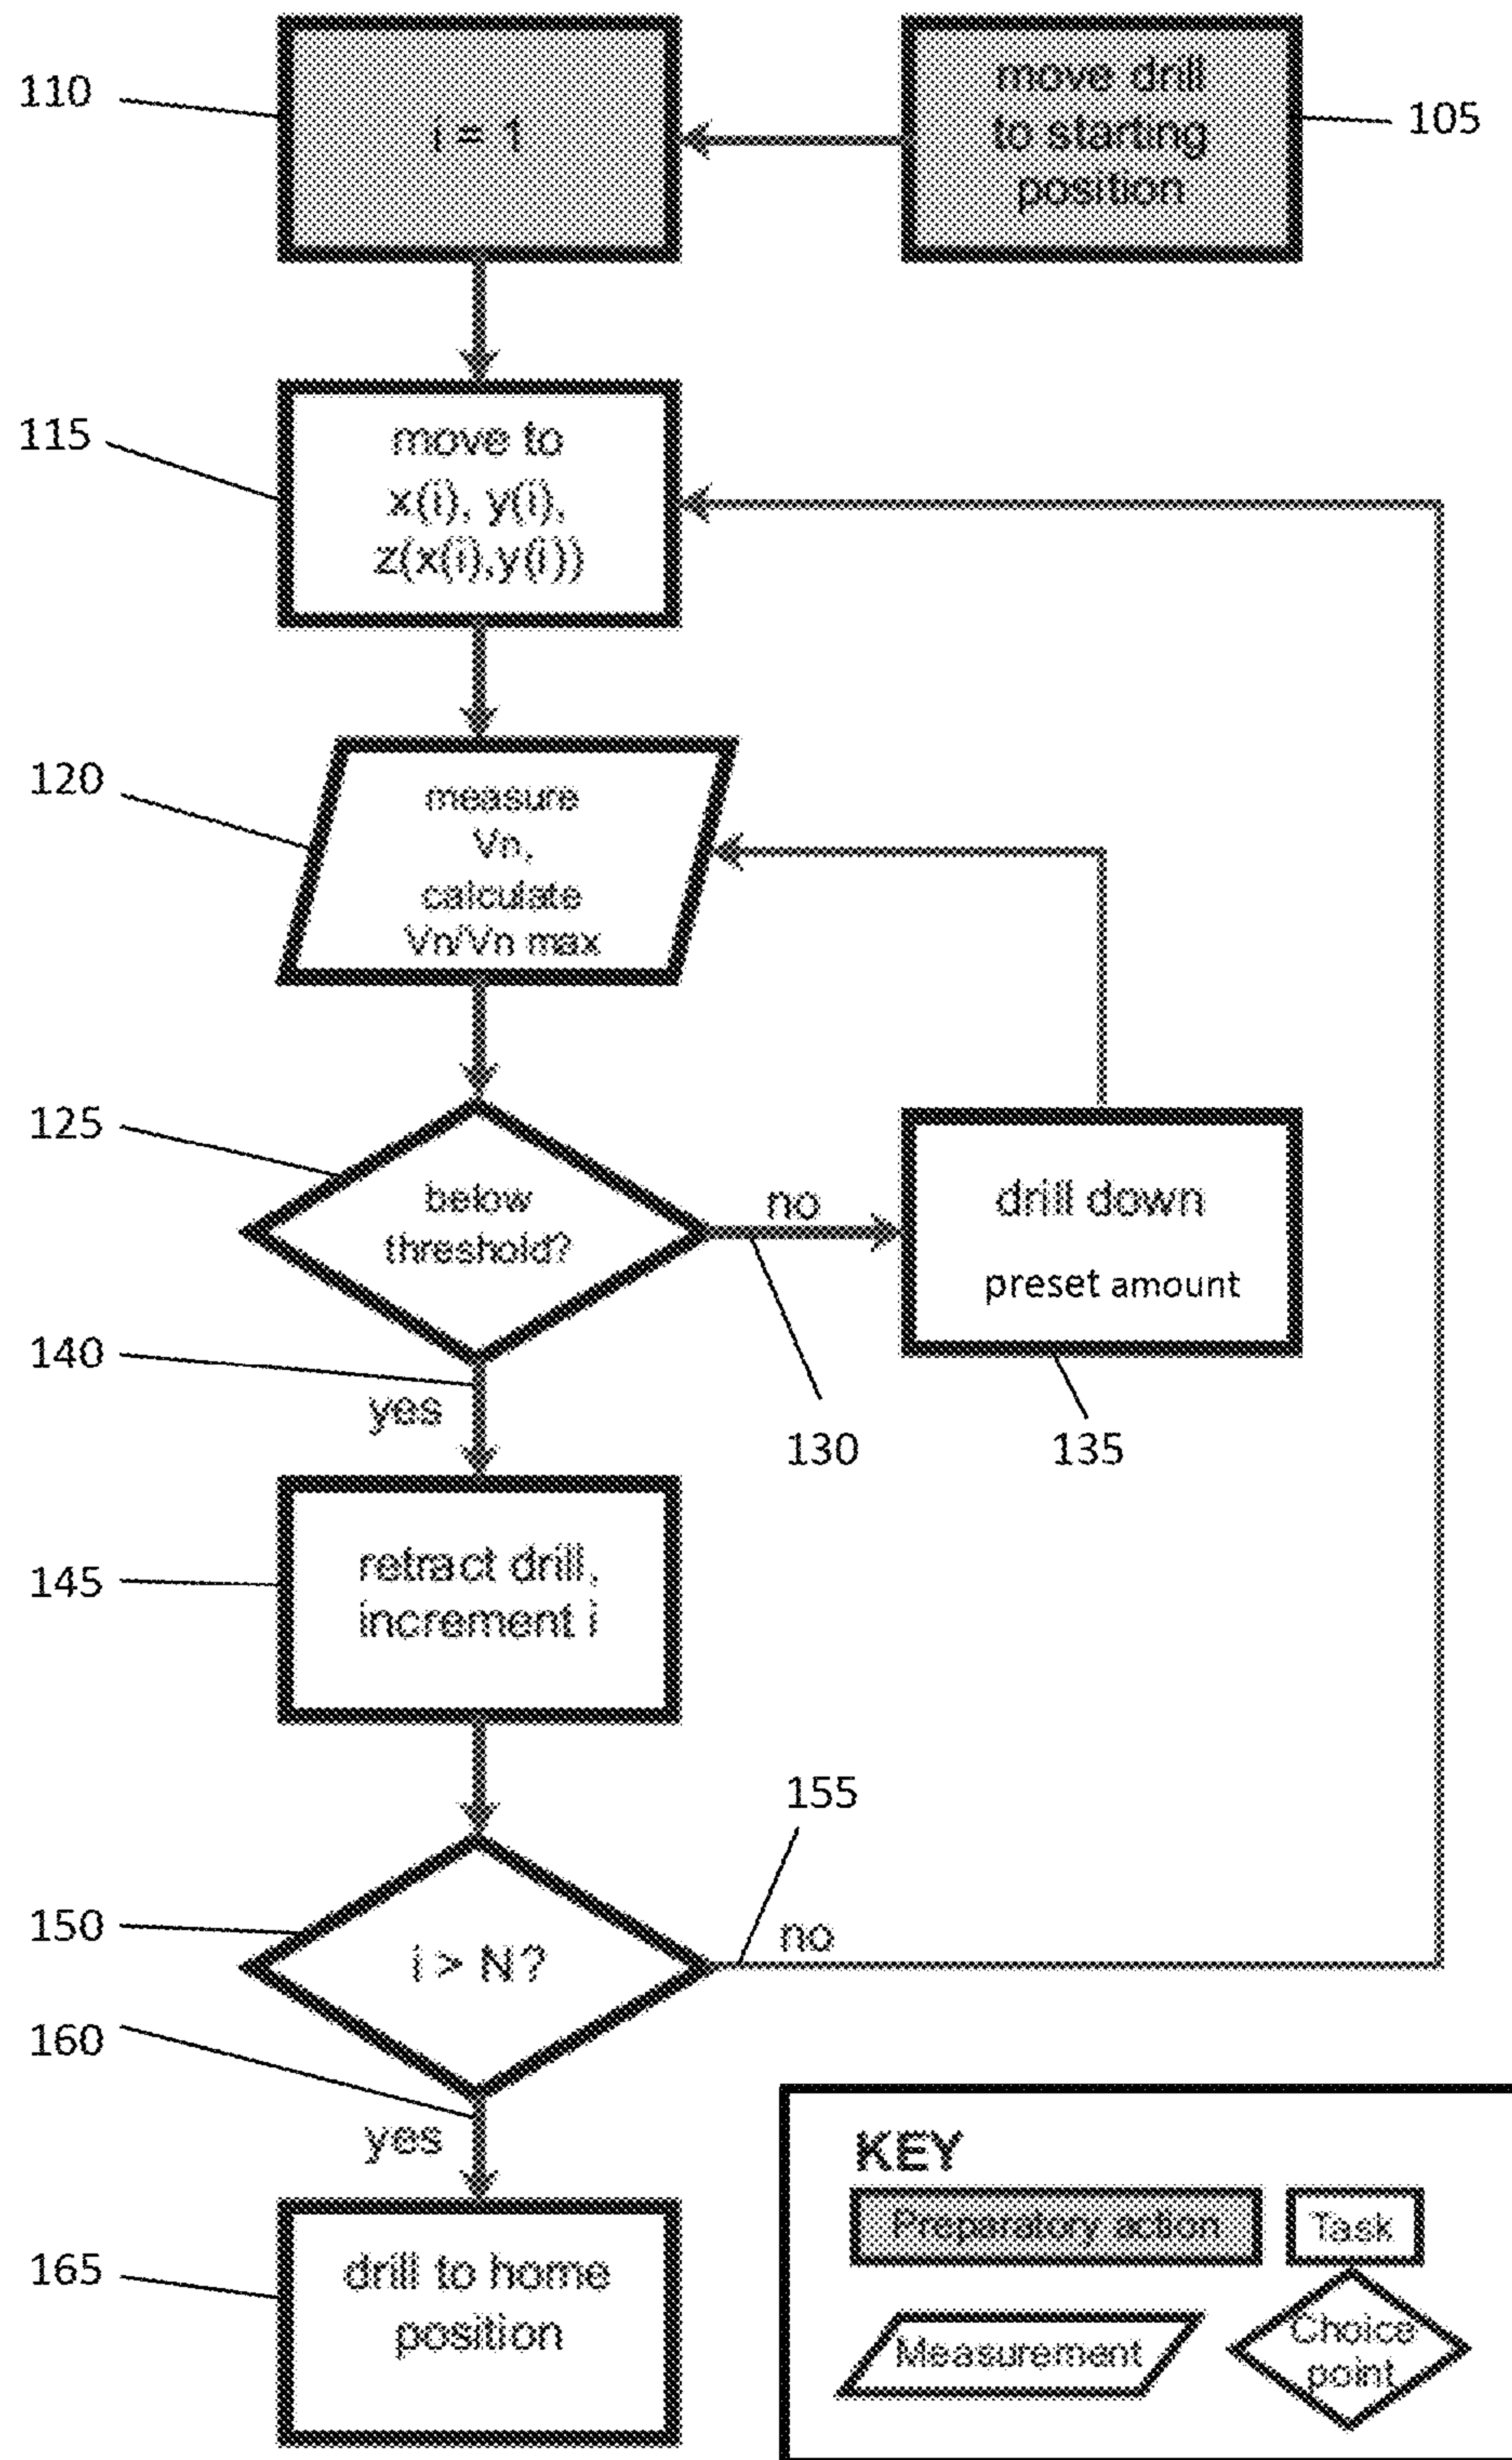 110
i = 1
move drill
to starting
position
105
115
move to
x(i), y(i),
z(x(i),y(i))
120
measure
Vn,
calculate
Vn/Vn max
125
below
threshold?
no
drill down
preset amount
130
135
140
yes
145
retract drill,
increment i
155
150
i > N?
no
160
yes
165
drill to home
position
KEY
Preparatory action
Task
Measurement
Choice
point